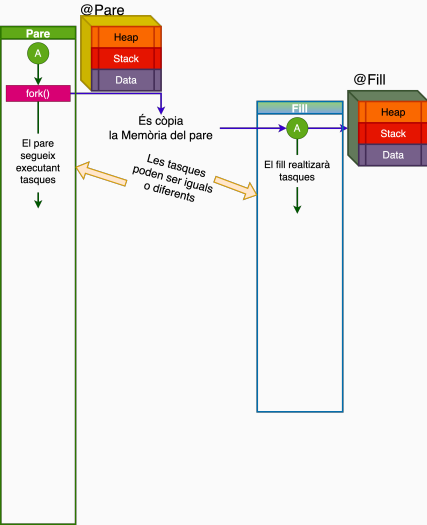 @Pare
Pare
Heap
Stack
Data
A
fork()
És còpia
la Memòria del pare
@Fill
Fill
Heap
Stack
Data
A
El pare
segueix
executant
tasques
Les tasques
poden ser iguals
o diferents
El fill realtizarà
tasques